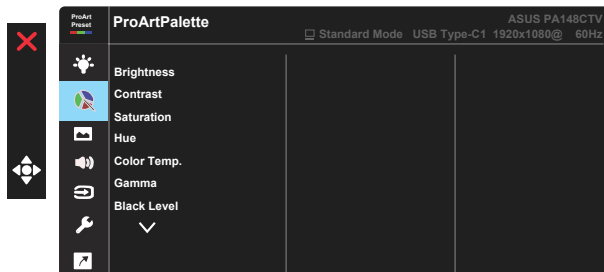 ProArt
Preset
ProArtPalette
ASUS PA148CTV
Standard Mode USB Type-C1 1920x1080@ 60Hz
Brightness
Contrast
Saturation
Hue
Color Temp.
Gamma
Black Level